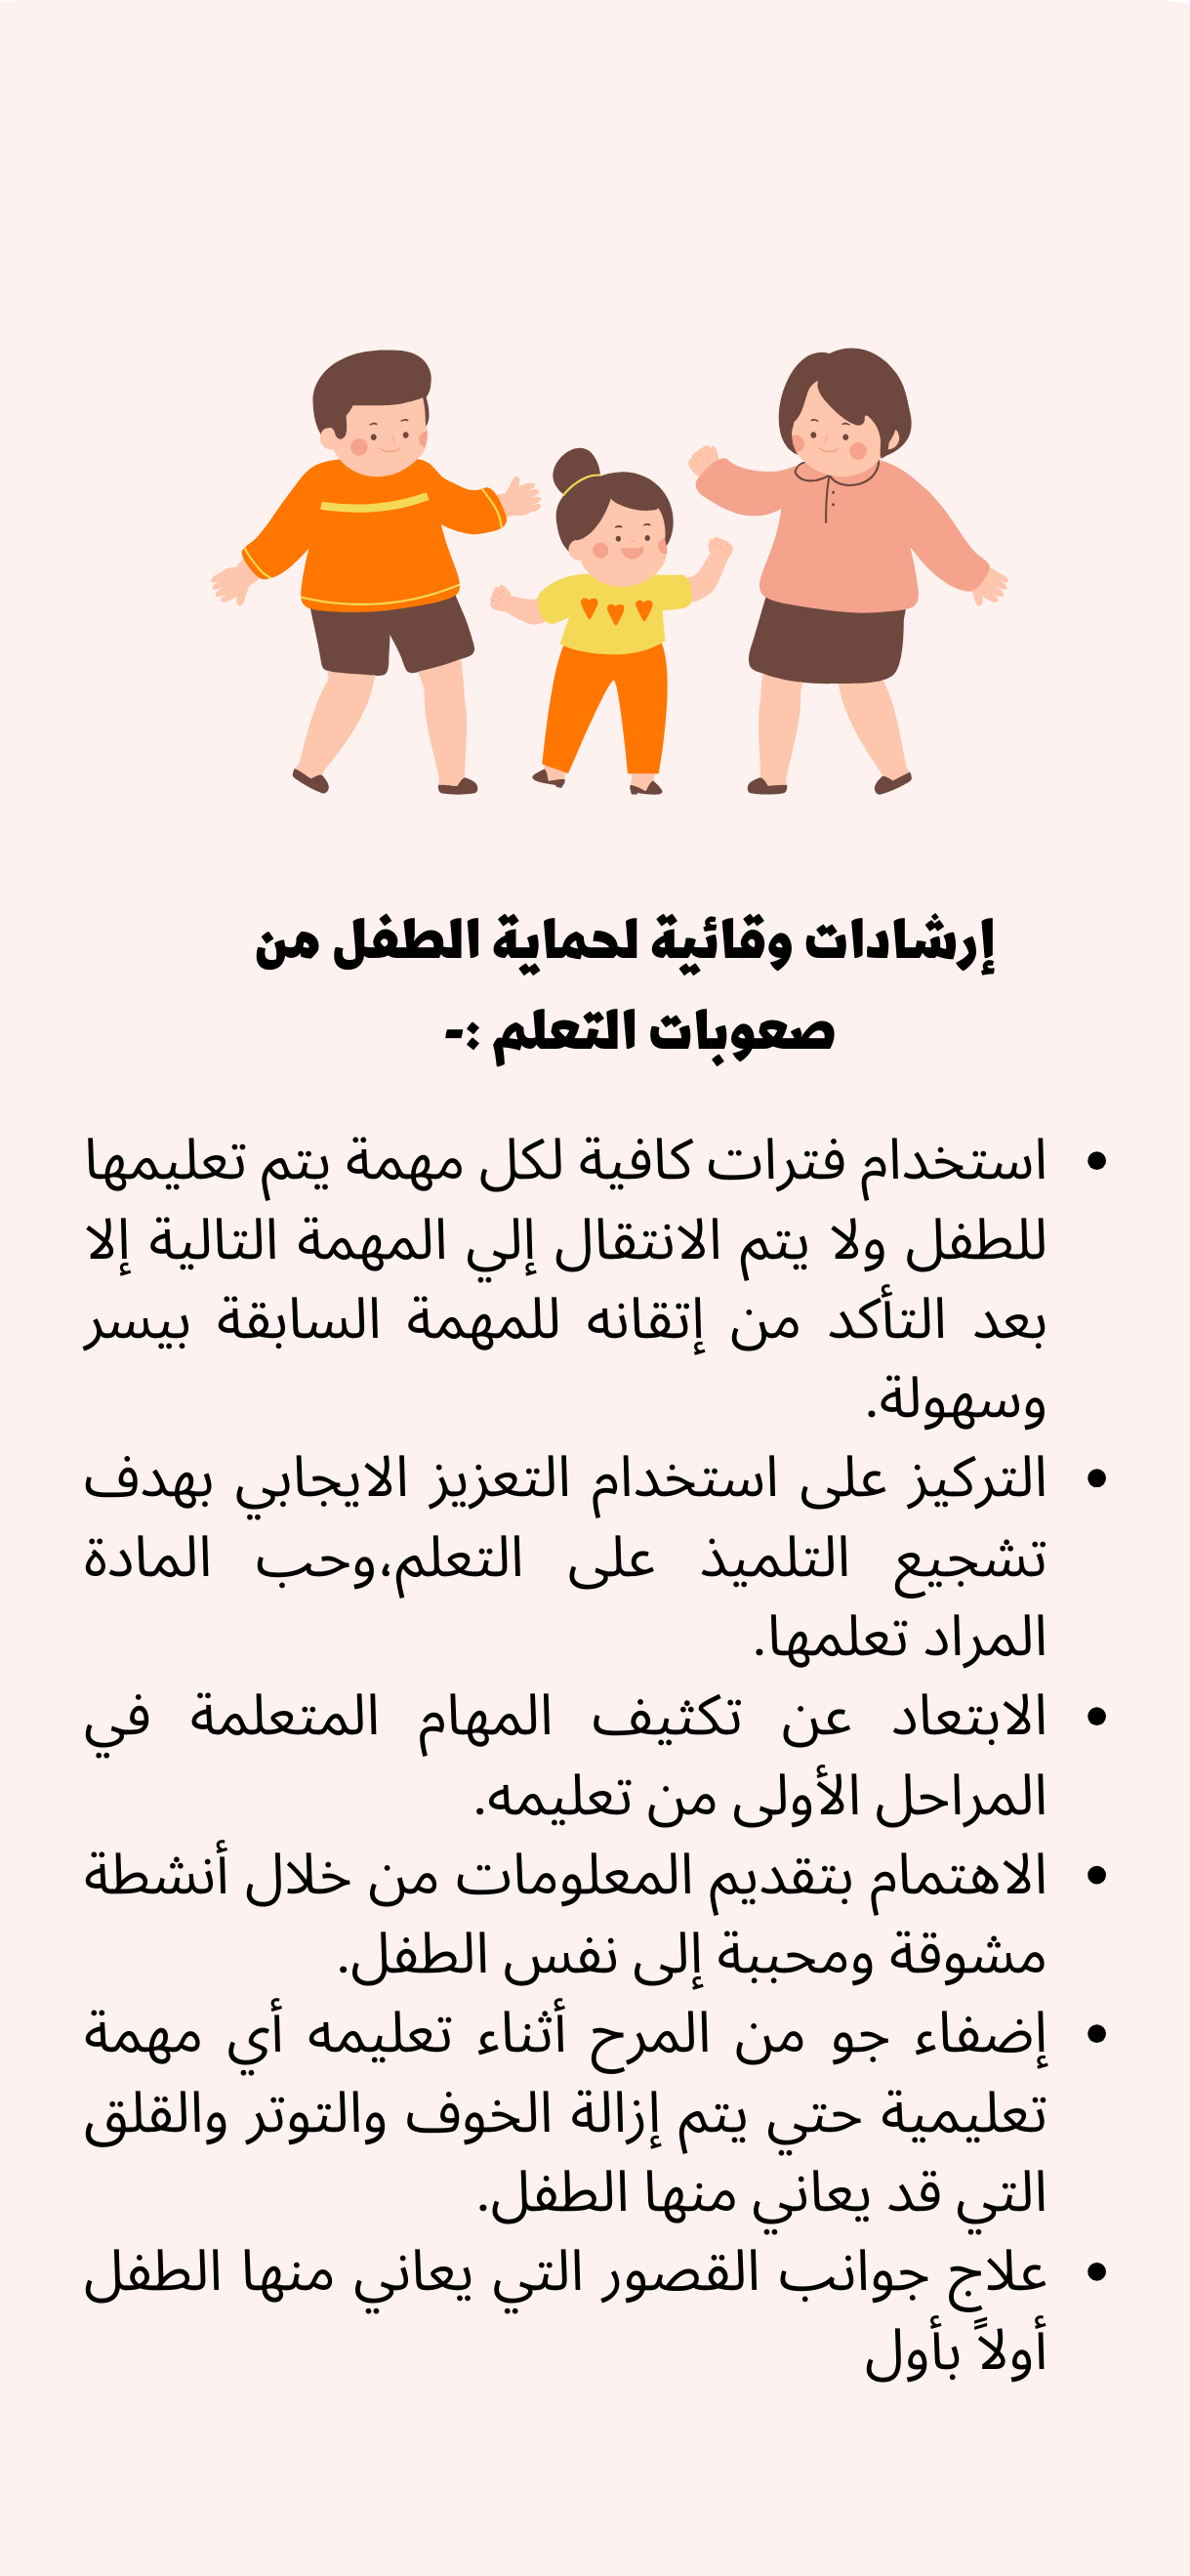 إرشادات وقائية لحماية الطفل من
صعوبات التعلم :-
• استخدام فترات كافية لكل مهمة يتم تعليمها
للطفل ولا يتم الانتقال إلي المهمة التالية إلا
بعد التأكد من إتقانه للمهمة السابقة بيسر
وسهولة.
• التركيز على استخدام التعزيز الايجابي بهدف
تشجيع التلميذ على التعلم،وحب المادة
المراد تعلمها.
• الابتعاد عن تكثيف المهام المتعلمة في
المراحل الأولى من تعليمه.
• الاهتمام بتقديم المعلومات من خلال أنشطة
مشوقة ومحببة إلى نفس الطفل.
• إضفاء جو من المرح أثناء تعليمه أي مهمة
تعليمية حتي يتم إزالة الخوف والتوتر والقلق
التي قد يعاني منها الطفل.
• علاج جوانب القصور التي يعاني منها الطفل
أولاً بأول